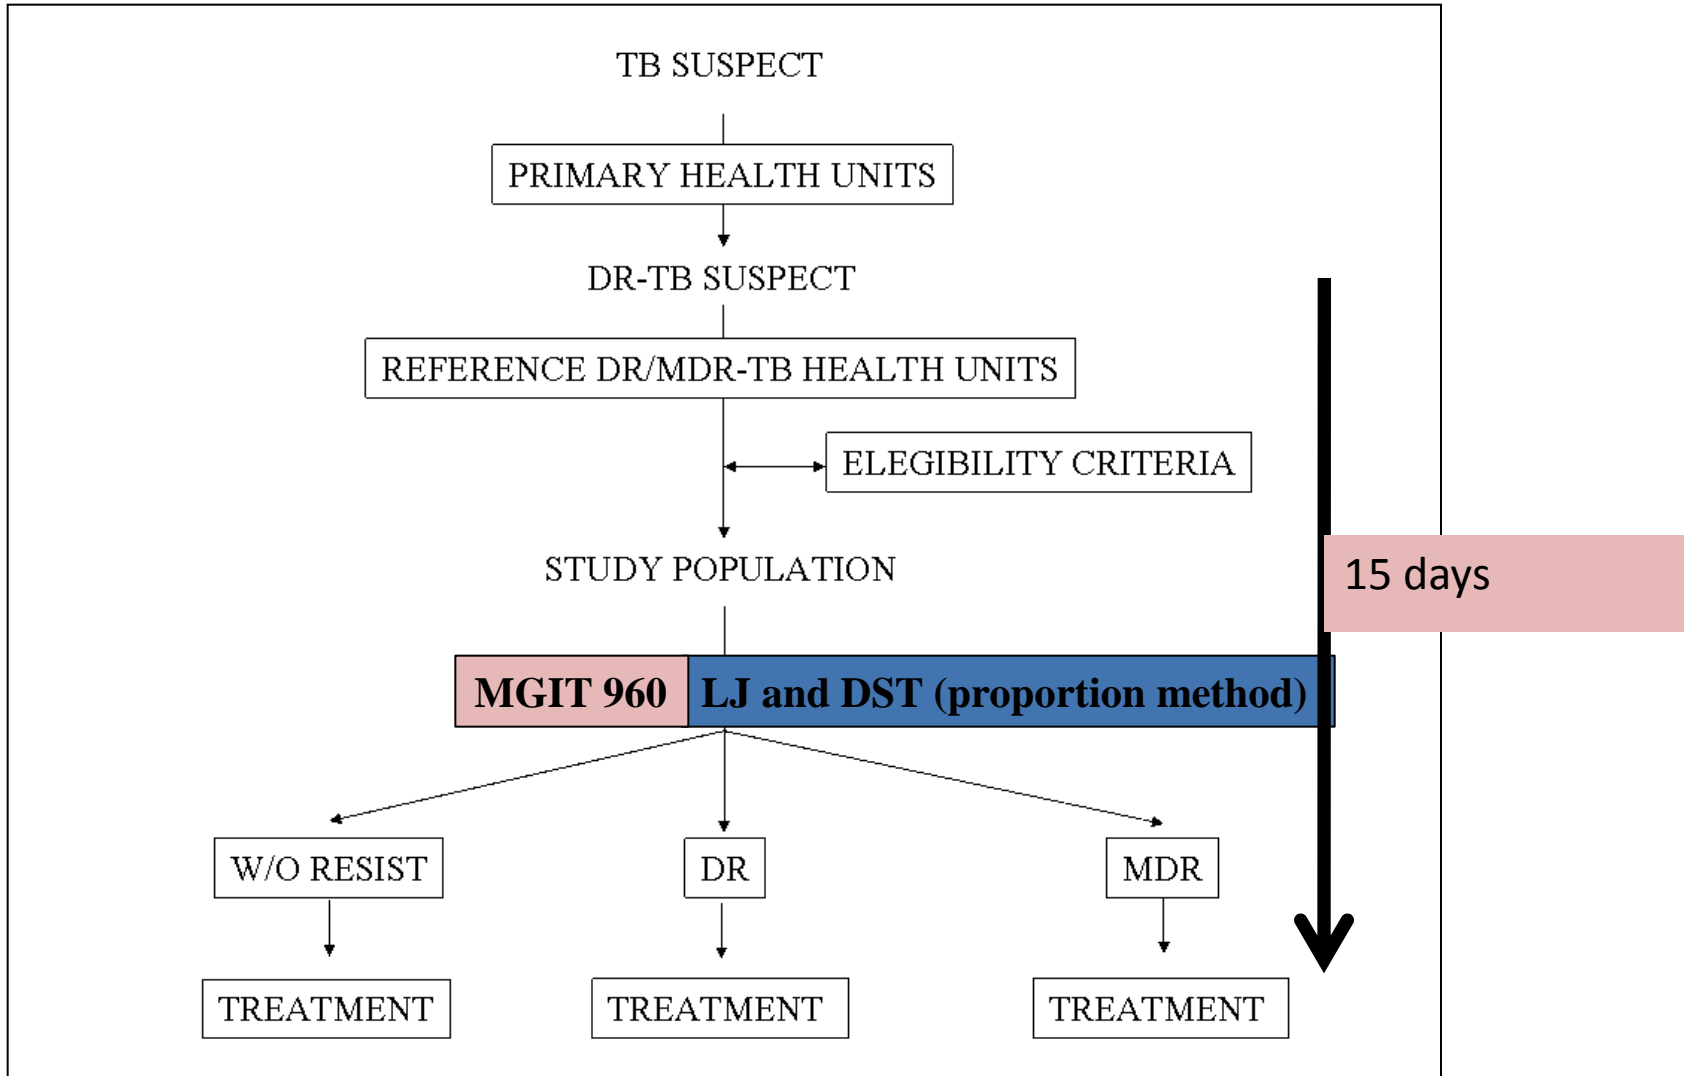 TB SUSPECT
PRIMARY HEALTH UNITS
DR-TB SUSPECT
REFERENCE DR/MDR-TB HEALTH UNITS
ELEGIBILITY CRITERIA
STUDY POPULATION
15 days
MGIT 960 LJ and DST (proportion method)
W/O RESIST DR MDR
TREATMENT TREATMENT TREATMENT